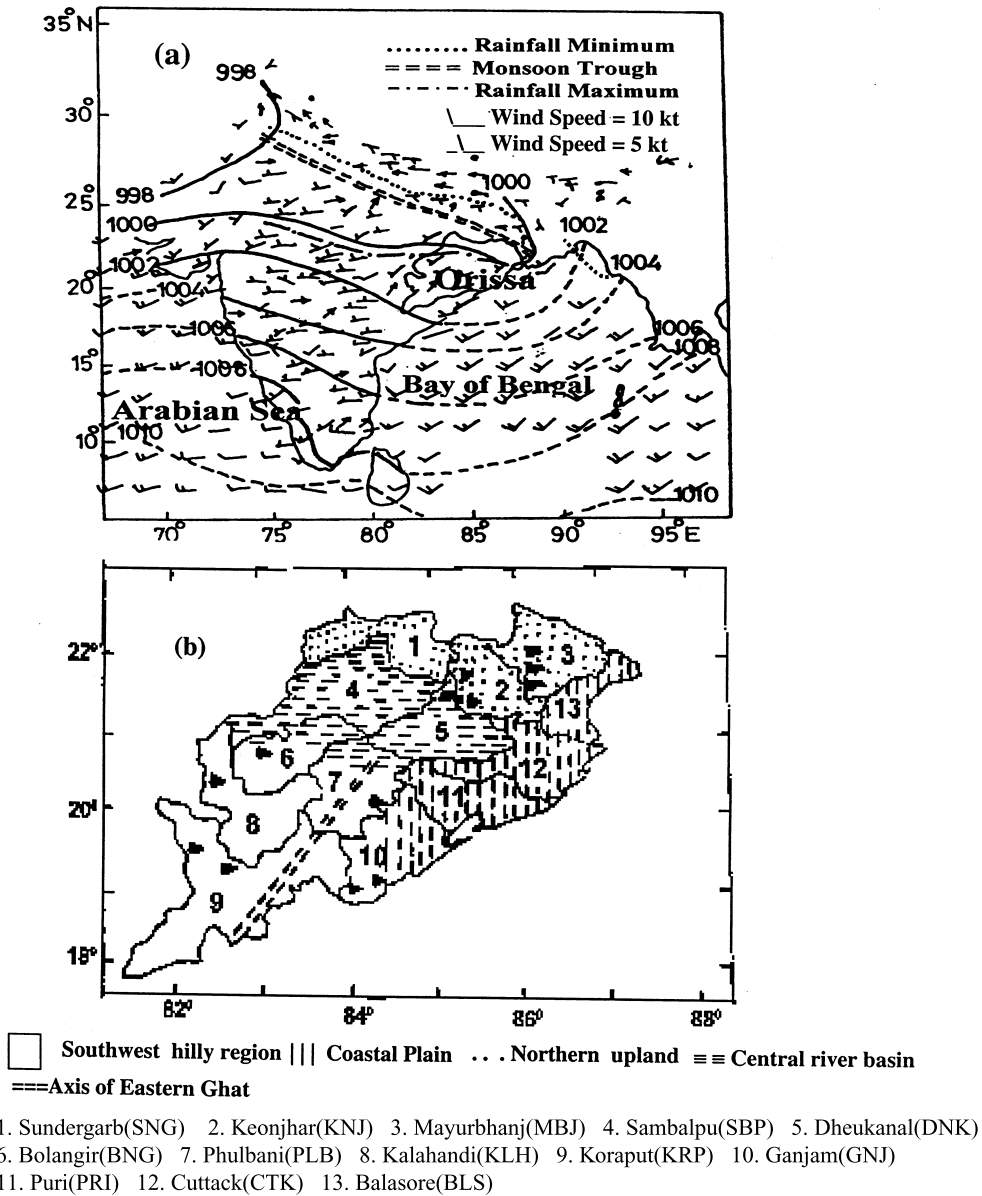 35°N
(a)
Rainfall Minimum
Monsoon Trough
Rainfall Maximum
Wind Speed = 10 kt
Wind Speed = 5 kt
998
30°
998
25°
1000
1000
1002
1002
1004
20°
1004
Orissa
1006
1006
1008
15°
1008
Bay of Bengal
Arabian Sea
1010
10°
1010
70° 75° 80° 85° 90° 95°E
(b)
22°
1
3
4
2
13
5
6
7
12
20°
11
8
10
9
18°
82° 84° 86° 88°
Southwest hilly region ||| Coastal Plain ... Northern upland == Central river basin
===Axis of Eastern Ghat
1. Sundergarb(SNG) 2. Keonjhar(KNJ) 3. Mayurbhanj(MBJ) 4. Sambalpu(SBP) 5. Dheukanal(DNK)
6. Bolangir(BNG) 7. Phulbani(PLB) 8. Kalahandi(KLH) 9. Koraput(KRP) 10. Ganjam(GNJ)
11. Puri(PRI) 12. Cuttack(CTK) 13. Balasore(BLS)